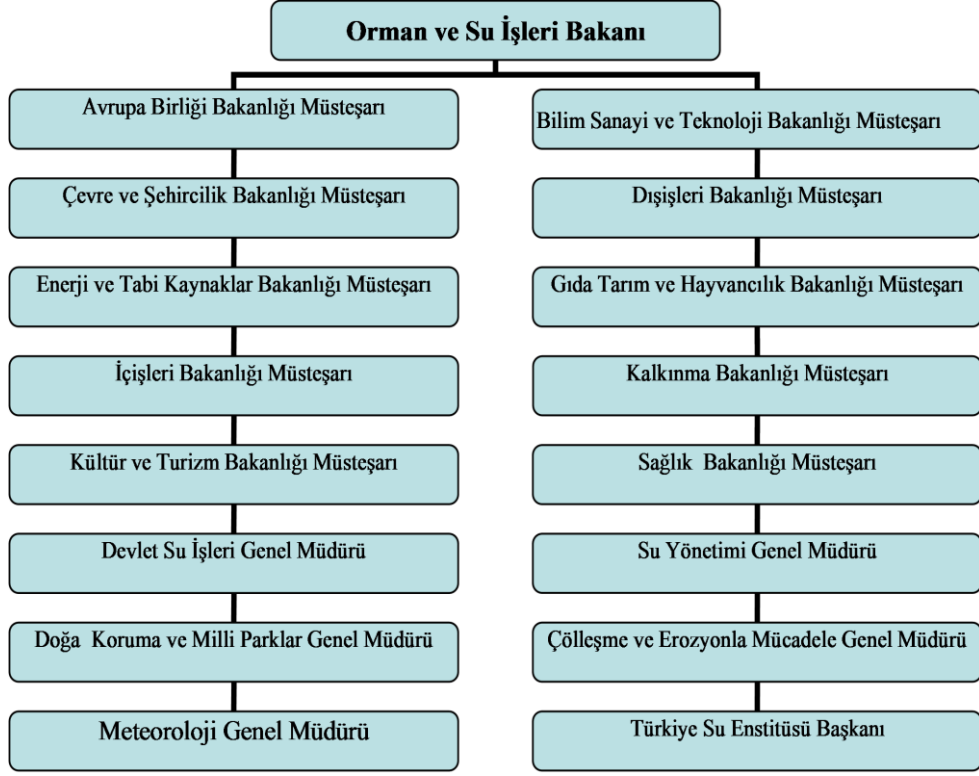 Orman ve Su İşleri Bakanı
Avrupa Birliği Bakanlığı Müsteşarı
Bilim Sanayi ve Teknoloji Bakanlığı Müsteşarı
Çevre ve Şehircilik Bakanlığı Müsteşarı
Dışişleri Bakanlığı Müsteşarı
Enerji ve Tabi Kaynaklar Bakanlığı Müsteşarı
Gıda Tarım ve Hayvancılık Bakanlığı Müsteşarı
İçişleri Bakanlığı Müsteşarı
Kalkınma Bakanlığı Müsteşarı
Kültür ve Turizm Bakanlığı Müsteşarı
Sağlık Bakanlığı Müsteşarı
Devlet Su İşleri Genel Müdürü
Su Yönetimi Genel Müdürü
Doğa Koruma ve Milli Parklar Genel Müdürü
Çölleşme ve Erozyonla Mücadele Genel Müdürü
Meteoroloji Genel Müdürü
Türkiye Su Enstitüsü Başkanı